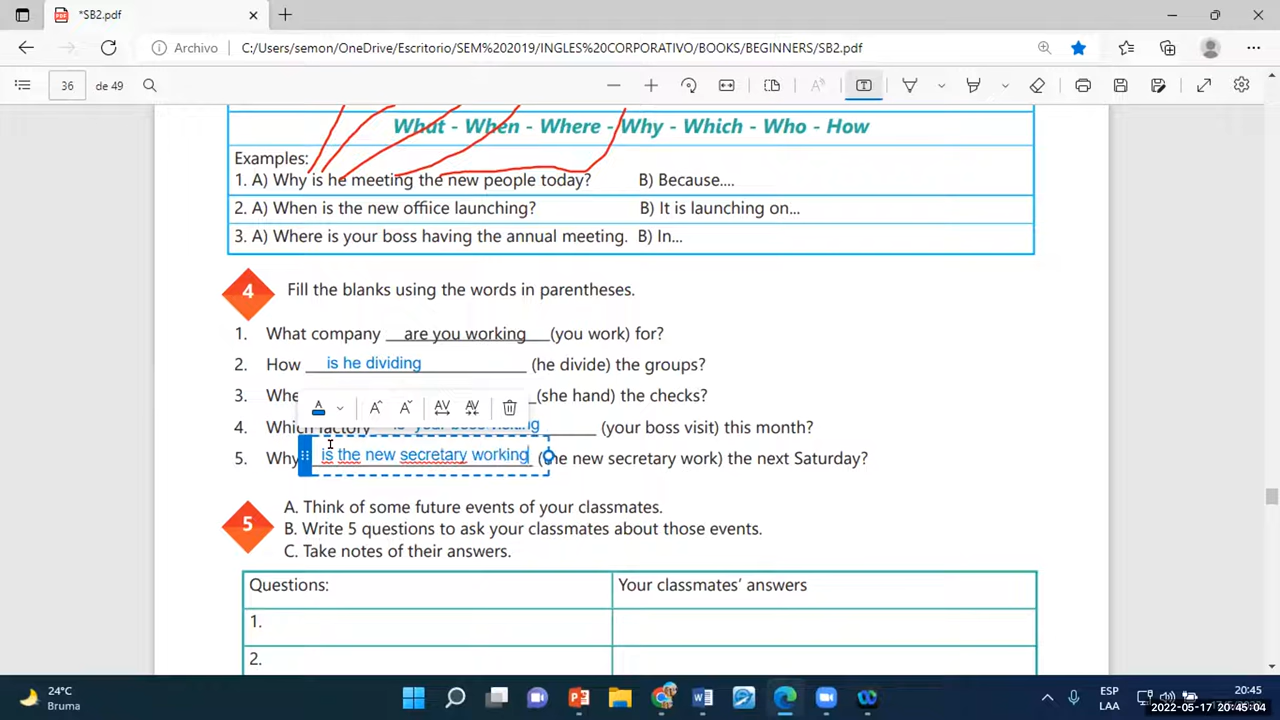 *SB2.pdf
Archivo C:/Users/semon/OneDrive/Escritorio/SEM%202019/INGLES%20CORPORATIVO/BOOKS/BEGINNERS/SB2.pdf
36 de 49
What - When - Where - Why - Which - Who - How
Examples:
1. A) Why is he meeting the new people today? B) Because....
2. A) When is the new office launching? B) It is launching on...
3. A) Where is your boss having the annual meeting. B) In...
4 Fill the blanks using the words in parentheses.
1. What company are you working (you work) for?
2. How is he dividing (he divide) the groups?
3. Whe (she hand) the checks?
4. Which factory is your boss visiting (your boss visit) this month?
5. Why is the new secretary working (the new secretary work) the next Saturday?
5 A. Think of some future events of your classmates.
B. Write 5 questions to ask your classmates about those events.
C. Take notes of their answers.
Questions: Your classmates' answers
1.
2.
24°C
Bruma
ESP
LAA
20:45
2022-05-17 20:45:04